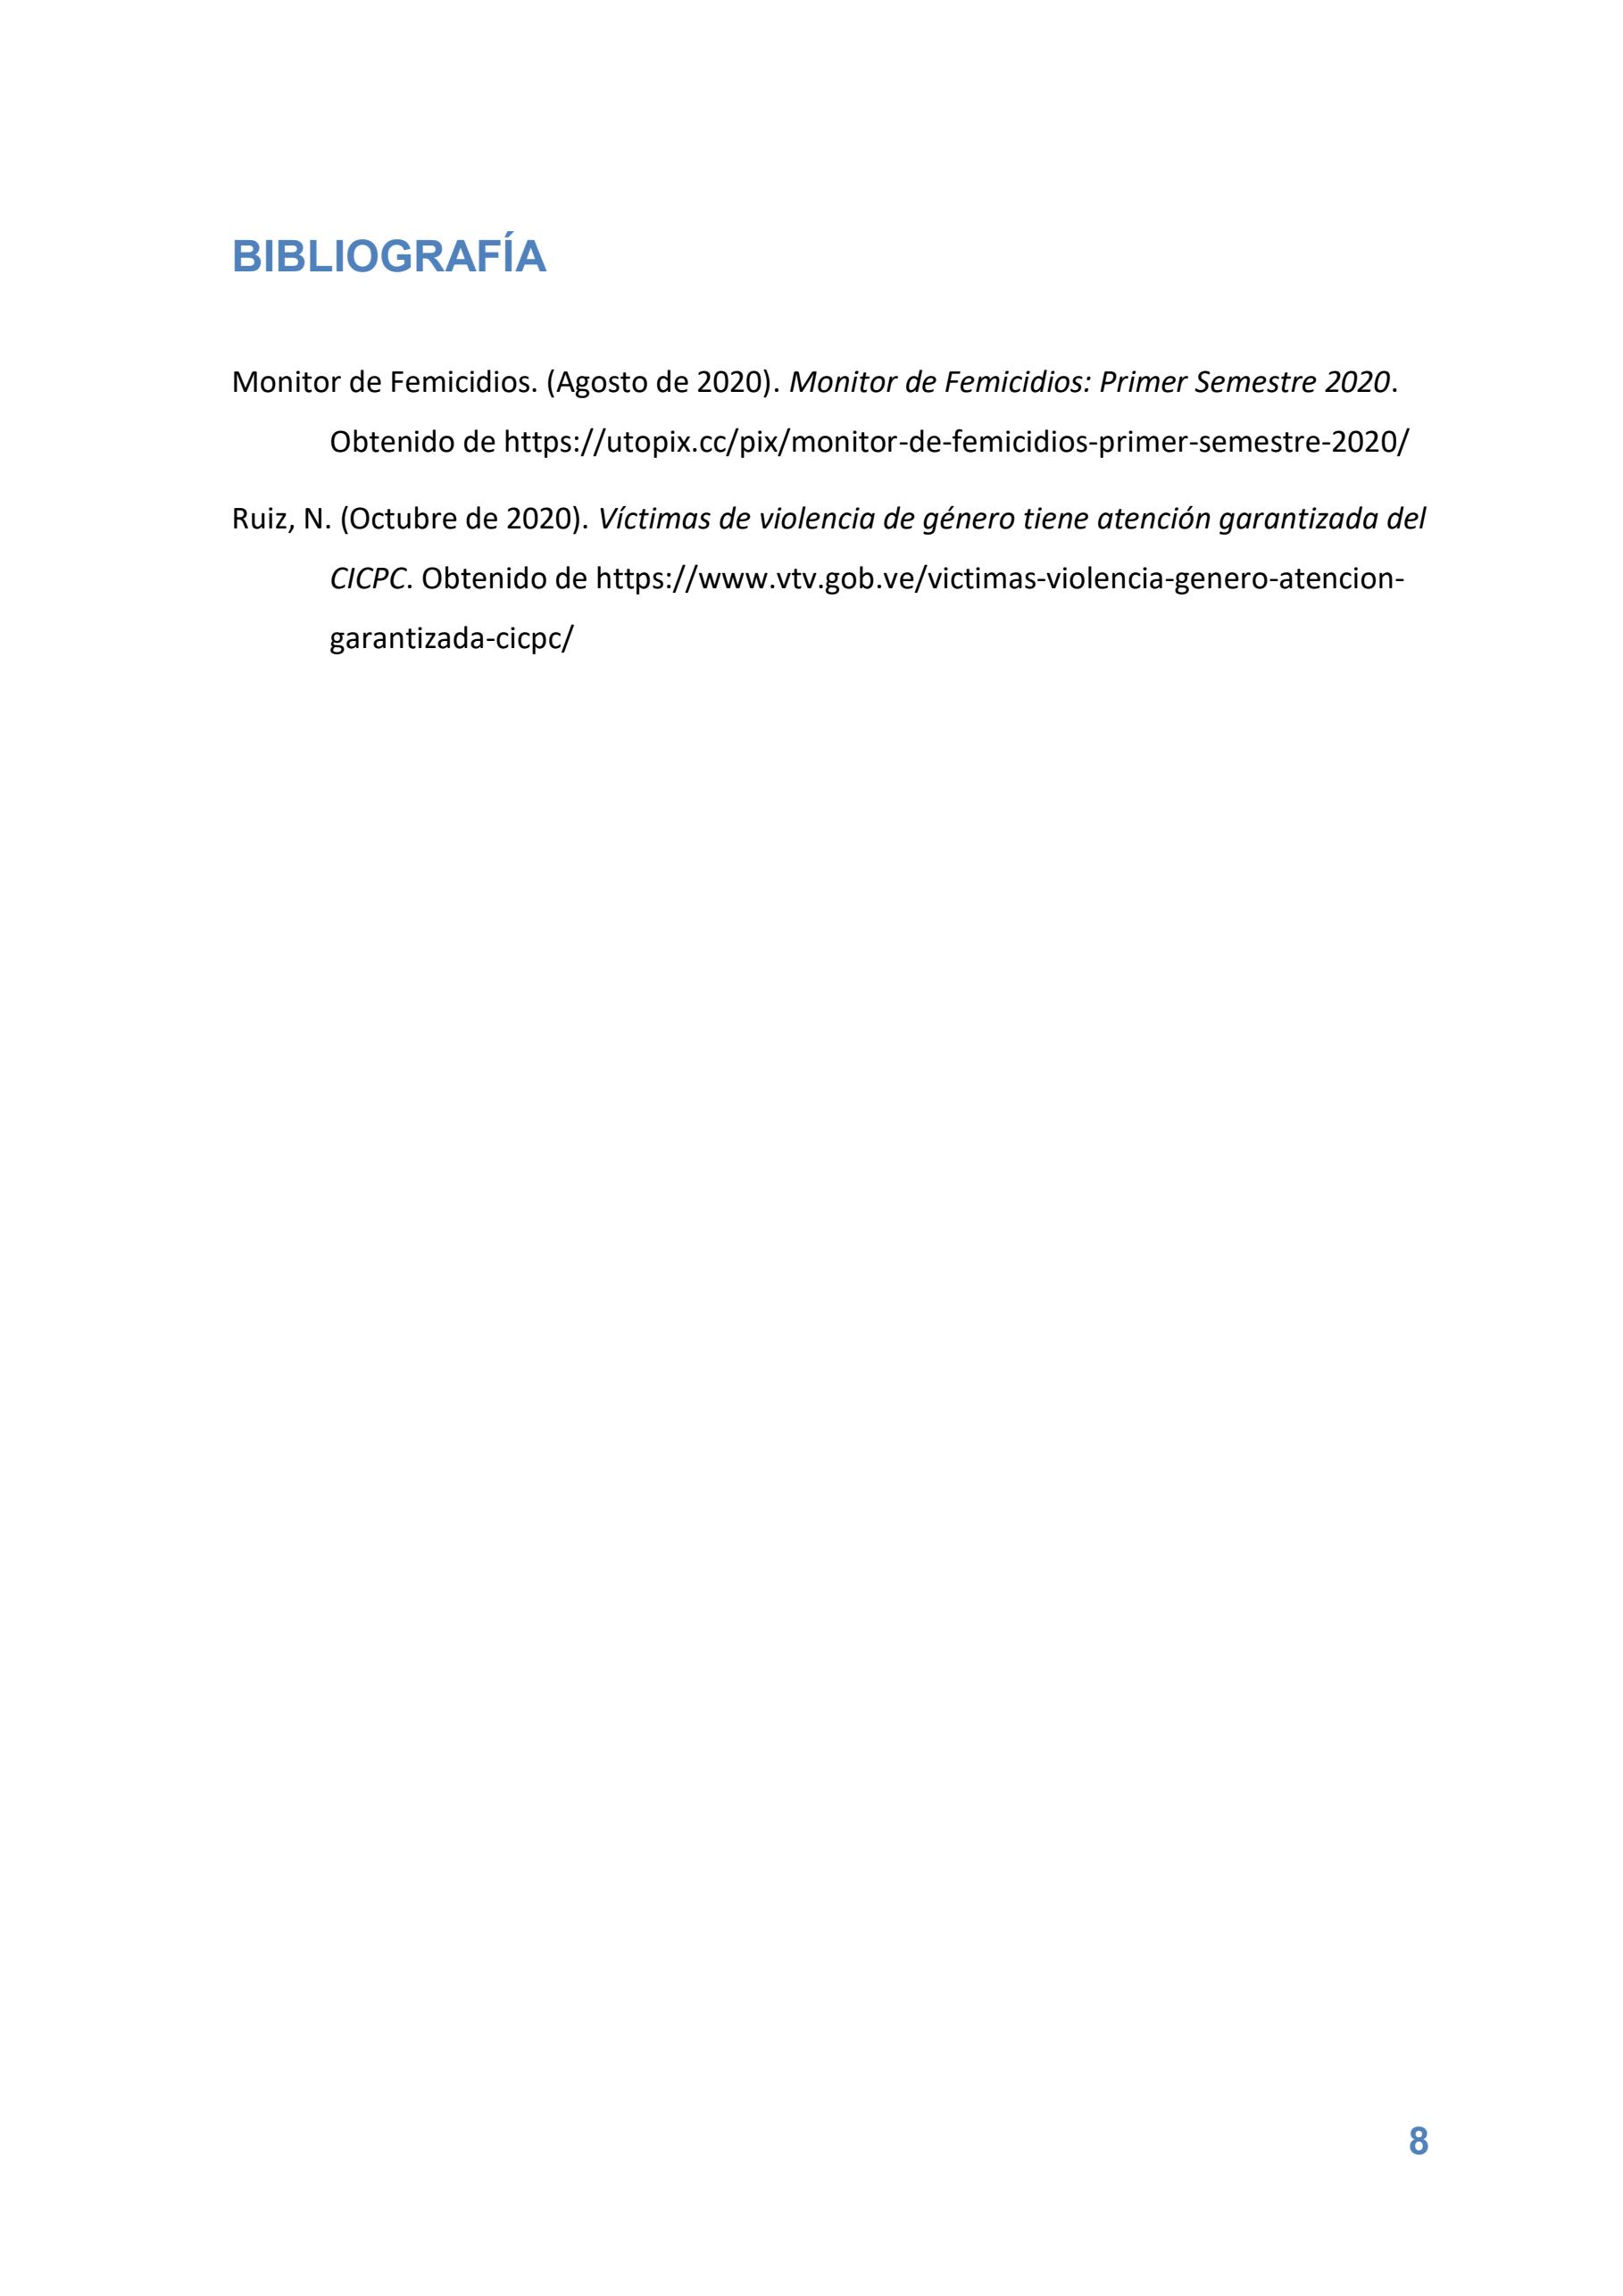 BIBLIOGRAFÍA
Monitor de Femicidios. (Agosto de 2020). Monitor de Femicidios: Primer Semestre 2020.
Obtenido de https://utopix.cc/pix/monitor-de-femicidios-primer-semestre-2020/
Ruiz, N. (Octubre de 2020). Víctimas de violencia de género tiene atención garantizada del
CICPC. Obtenido de https://www.vtv.gob.ve/victimas-violencia-genero-atencion-
garantizada-cicpc/
8